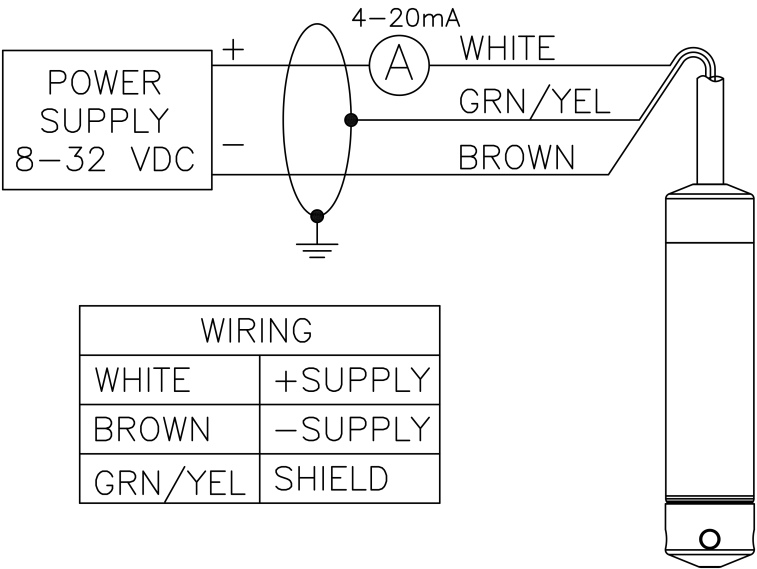 4-20mA
+
A
WHITE
POWER
SUPPLY
8-32 VDC
GRN/YEL
-
BROWN
WIRING
WHITE +SUPPLY
BROWN -SUPPLY
GRN/YEL SHIELD